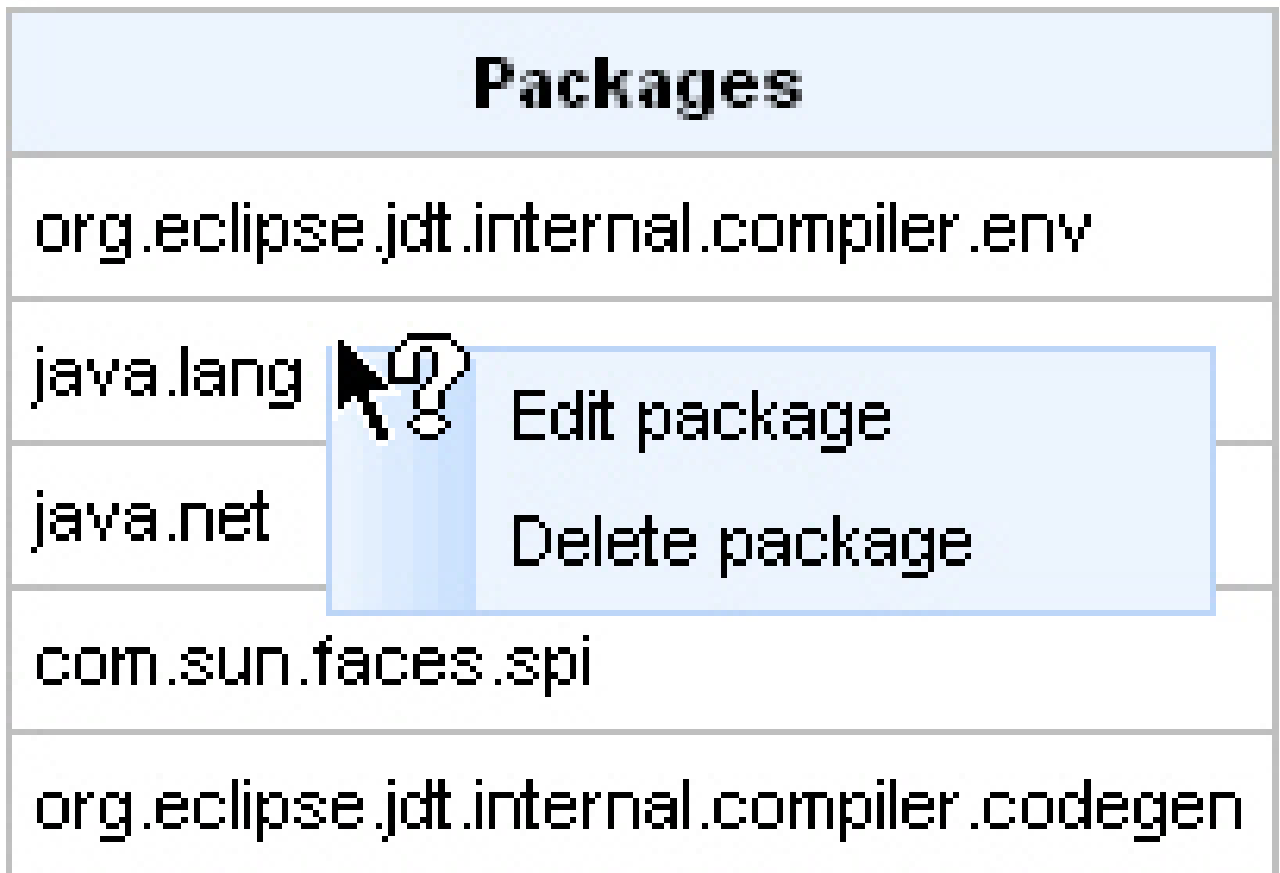 Packages
org.eclipse.jdt.internal.compiler.env
java.lang
Edit package
java.net
Delete package
com.sun.faces.spi
org.eclipse.jdt.internal.compiler.codegen